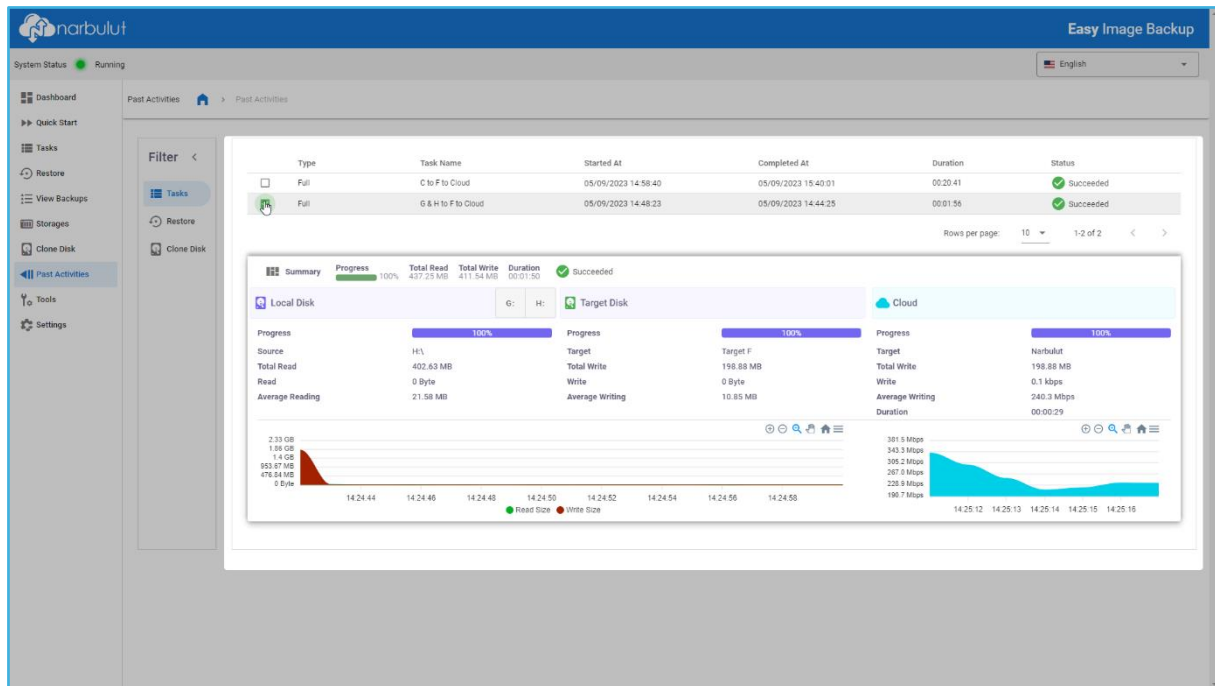 narbulut
Easy Image Backup
System Status Running
English
Dashboard
Quick Start
Tasks
Restore
View Backups
Storages
Clone Disk
Past Activities
Tools
Settings
Past Activities > Past Activities
Filter <
Tasks
Restore
Clone Disk
Type Task Name Started At Completed At Duration Status
Full C to F to Cloud 05/09/2023 14:58:40 05/09/2023 15:40:01 00:20:41 Succeeded
Full G & H to F to Cloud 05/09/2023 14:48:23 05/09/2023 14:44:25 00:01:56 Succeeded
Rows per page: 10 1-2 of 2 < >
Summary Progress 100% Total Read 437.25 MB Total Write 411.54 MB Duration 00:01:50 Succeeded
Local Disk G: H: Target Disk Cloud
Progress 100% Progress 100% Progress 100%
Source H:\ Target Target F Target Narbulut
Total Read 402.63 MB Total Write 198.88 MB Total Write 198.88 MB
Read 0 Byte Write 0 Byte Write 0.1 kbps
Average Reading 21.58 MB Average Writing 10.85 MB Average Writing 240.3 Mbps
Duration 00:00:29
2.33 GB
1.86 GB
1.4 GB
953.67 MB
476.84 MB
0 Byte
14:24:44 14:24:46 14:24:48 14:24:50 14:24:52 14:24:54 14:24:56 14:24:58
Read Size Write Size
381.5 Mbps
343.3 Mbps
305.2 Mbps
267.0 Mbps
228.9 Mbps
190.7 Mbps
14:25:12 14:25:13 14:25:14 14:25:15 14:25:16